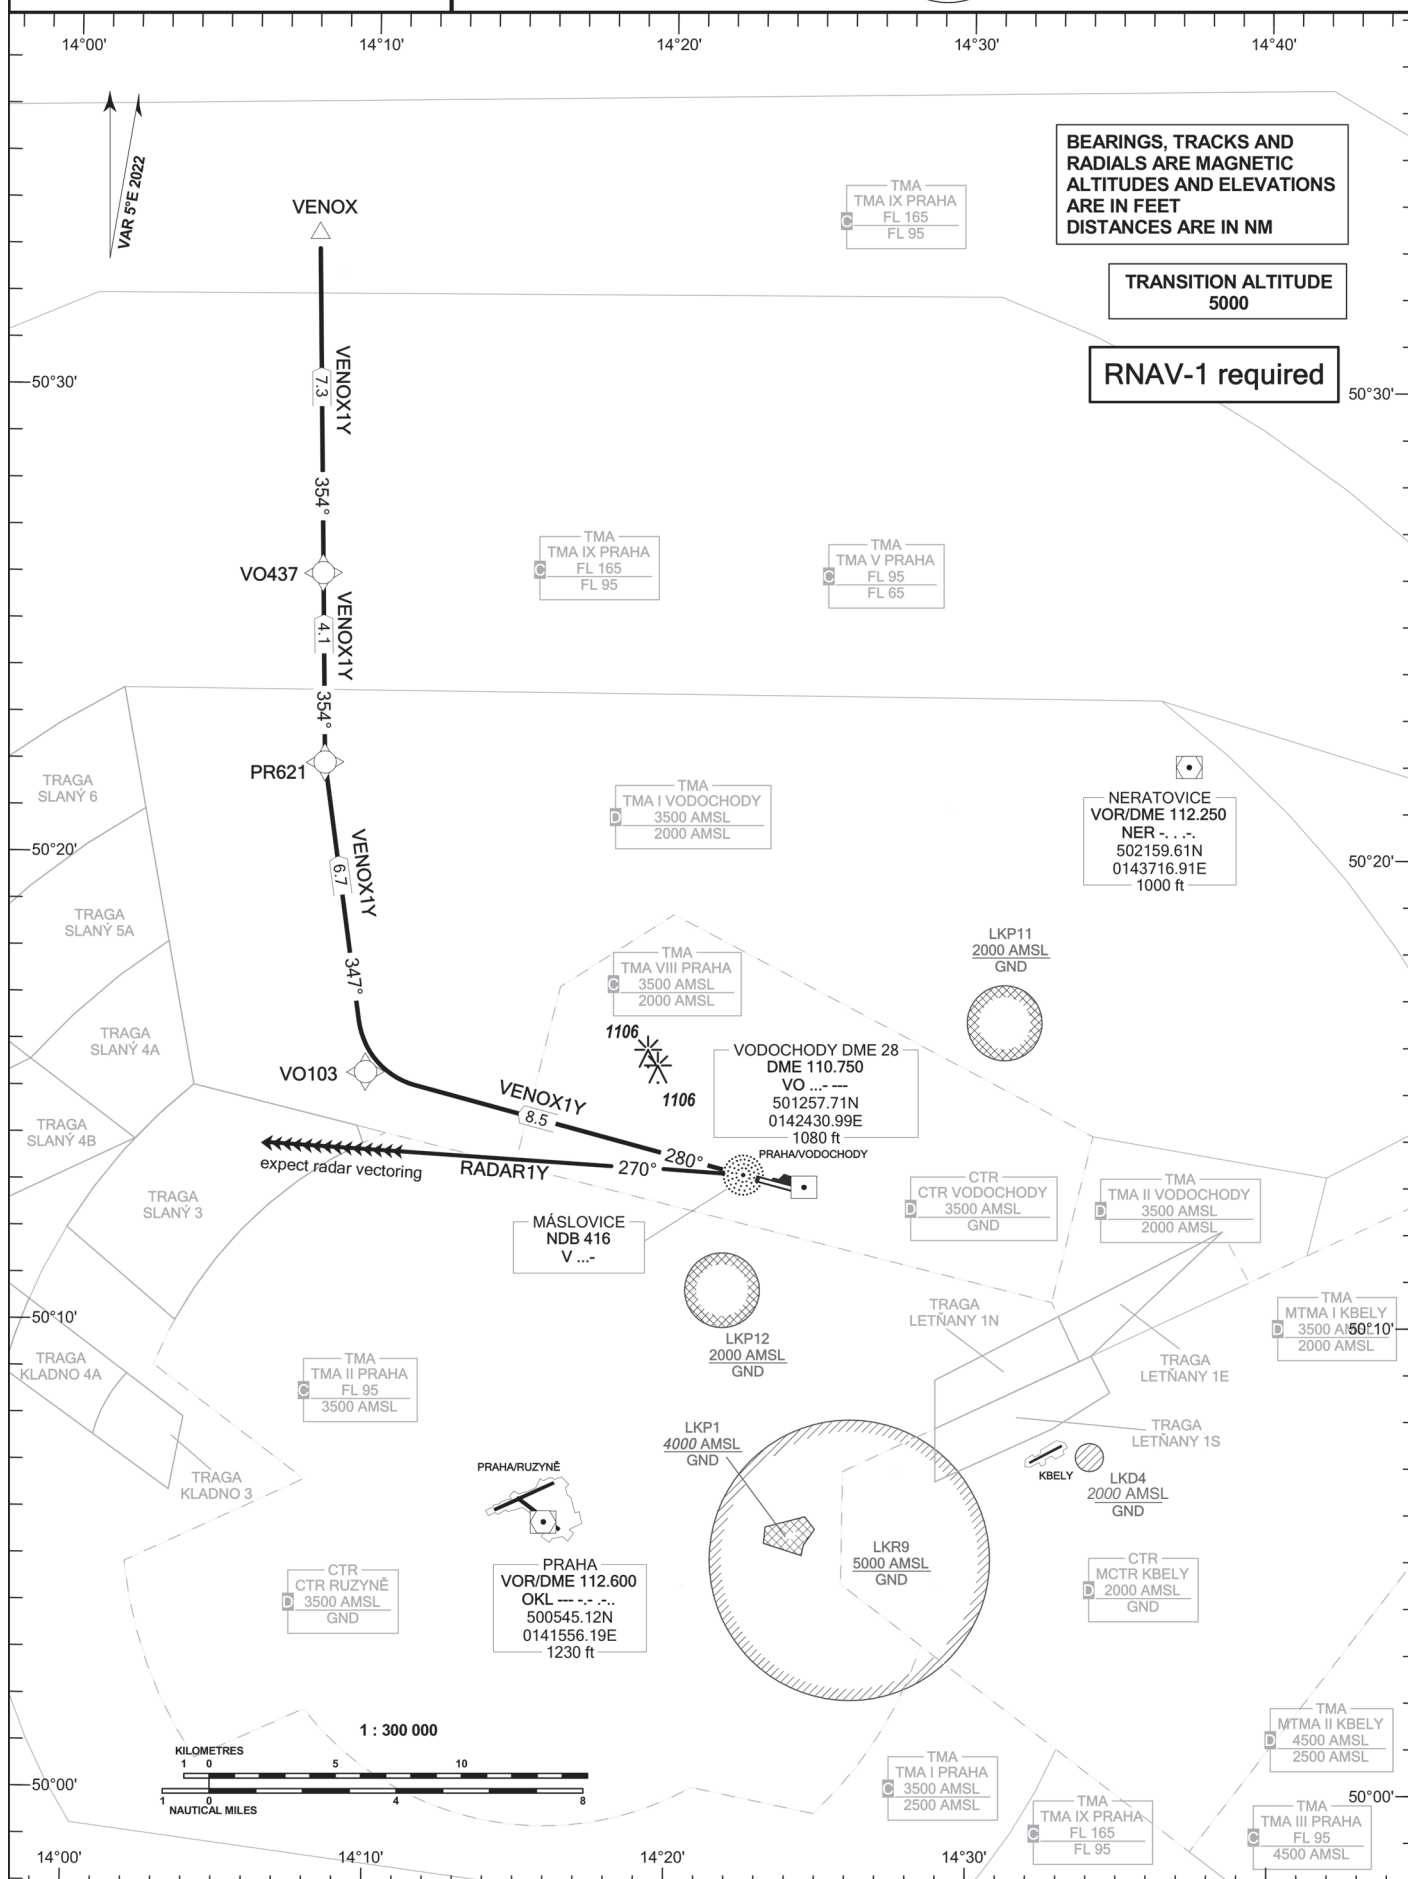 14°00' 14°10' 14°20' 14°30' 14°40'
VAR 5°E 2022
VENOX
TMA
TMA IX PRAHA
C FL 165
FL 95
BEARINGS, TRACKS AND
RADIALS ARE MAGNETIC
ALTITUDES AND ELEVATIONS
ARE IN FEET
DISTANCES ARE IN NM
TRANSITION ALTITUDE
5000
RNAV-1 required
50°30'
50°30'
VENOX1Y
7.3
354°
VO437
TMA
TMA IX PRAHA
C FL 165
FL 95
TMA
TMA V PRAHA
C FL 95
FL 65
VENOX1Y
4.1
354°
PR621
TRAGA
SLANÝ 6
TMA
TMA I VODOCHODY
D 3500 AMSL
2000 AMSL
NERATOVICE
VOR/DME 112.250
NER -. . .-.
502159.61N
0143716.91E
1000 ft
50°20'
50°20'
VENOX1Y
6.7
347°
TRAGA
SLANÝ 5A
LKP11
2000 AMSL
GND
TMA
TMA VIII PRAHA
C 3500 AMSL
2000 AMSL
TRAGA
SLANÝ 4A
1106
1106
VODOCHODY DME 28
DME 110.750
VO ...- ---
501257.71N
0142430.99E
1080 ft
PRAHA/VODOCHODY
VO103
VENOX1Y
8.5
280°
TRAGA
SLANÝ 4B
expect radar vectoring
RADAR1Y
270°
TRAGA
SLANÝ 3
MÁSLOVICE
NDB 416
V ...-
CTR
CTR VODOCHODY
D 3500 AMSL
GND
TMA
TMA II VODOCHODY
D 3500 AMSL
2000 AMSL
TRAGA
LETŇANY 1N
50°10'
50°10'
TMA
MTMA I KBELY
D 3500 AMSL
2000 AMSL
LKP12
2000 AMSL
GND
TRAGA
KLADNO 4A
TMA
TMA II PRAHA
C FL 95
3500 AMSL
TRAGA
LETŇANY 1E
TRAGA
LETŇANY 1S
LKP1
4000 AMSL
GND
TRAGA
KLADNO 3
PRAHA/RUZYNĚ
KBELY
LKD4
2000 AMSL
GND
LKR9
5000 AMSL
GND
CTR
CTR RUZYNĚ
D 3500 AMSL
GND
PRAHA
VOR/DME 112.600
OKL --- -.- .-..
500545.12N
0141556.19E
1230 ft
CTR
MCTR KBELY
D 2000 AMSL
GND
1 : 300 000
KILOMETRES
1 0 5 10
1 0 4 8
NAUTICAL MILES
50°00'
50°00'
TMA
MTMA II KBELY
D 4500 AMSL
2500 AMSL
TMA
TMA I PRAHA
C 3500 AMSL
2500 AMSL
TMA
TMA IX PRAHA
C FL 165
FL 95
TMA
TMA III PRAHA
C FL 95
4500 AMSL
14°00' 14°10' 14°20' 14°30'